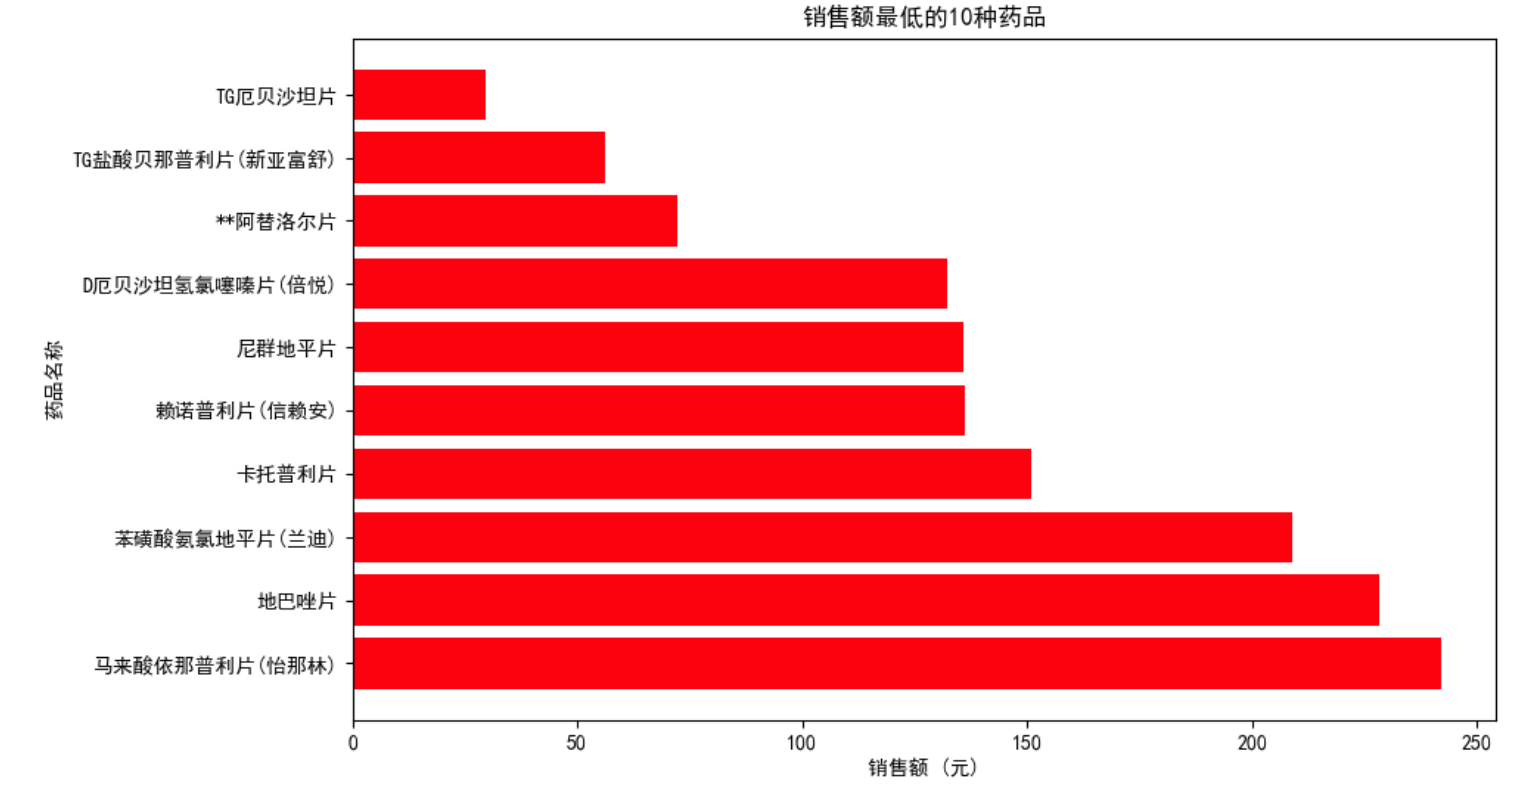 销售额最低的10种药品
TG厄贝沙坦片
TG盐酸贝那普利片(新亚富舒)
**阿替洛尔片
D厄贝沙坦氢氯噻嗪片(倍悦)
尼群地平片
赖诺普利片(信赖安)
卡托普利片
苯磺酸氨氯地平片(兰迪)
地巴唑片
马来酸依那普利片(怡那林)
药品名称
0 50 100 150 200 250
销售额 (元)